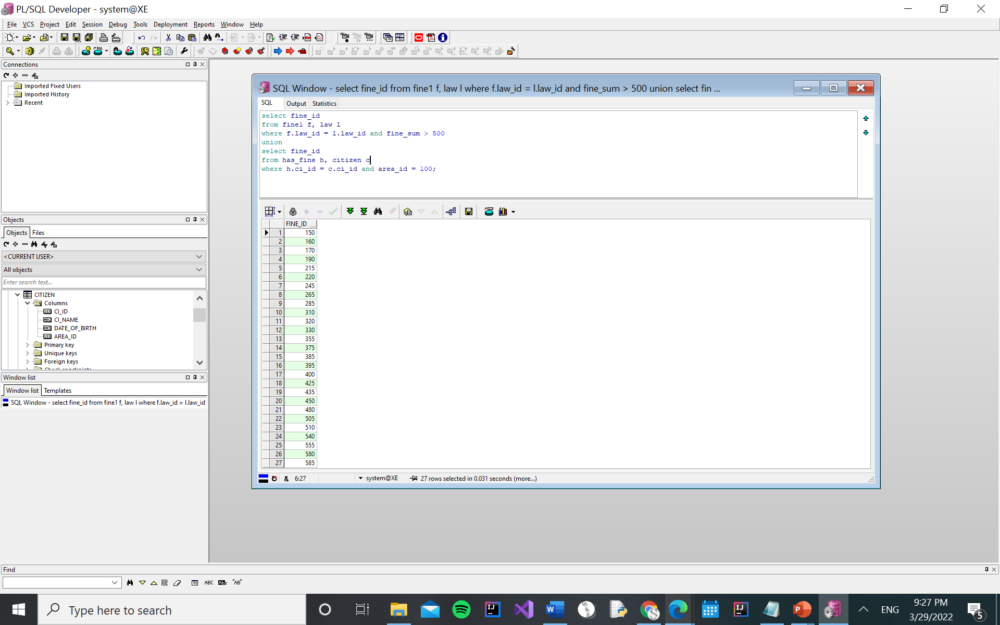 PL/SQL Developer - system@XE
File VCS Project Edit Session Debug Tools Deployment Reports Window Help
Connections
Imported Fixed Users
Imported History
Recent
Objects
Objects Files
<CURRENT USER>
All objects
Enter search text...
CITIZEN
Columns
123 CI_ID
ABC CI_NAME
DAT DATE_OF_BIRTH
123 AREA_ID
Primary key
Unique keys
Foreign keys
Check constraints
Window list
Window list Templates
SQL Window - select fine_id from fine1 f, law l where f.law_id = l.law_id
SQL Window - select fine_id from fine1 f, law l where f.law_id = l.law_id and fine_sum > 500 union select fin ...
SQL Output Statistics
select fine_id
from fine1 f, law l
where f.law_id = l.law_id and fine_sum > 500
union
select fine_id
from has_fine h, citizen c
where h.ci_id = c.ci_id and area_id = 100;
FINE_ID
1 150
2 160
3 170
4 190
5 215
6 220
7 245
8 265
9 285
10 310
11 320
12 330
13 355
14 375
15 385
16 395
17 400
18 425
19 435
20 450
21 480
22 505
23 510
24 540
25 555
26 580
27 585
& 6:27 system@XE 27 rows selected in 0.031 seconds (more...)
Find
ABC "AB"
Type here to search
ENG
9:27 PM
3/29/2022
5